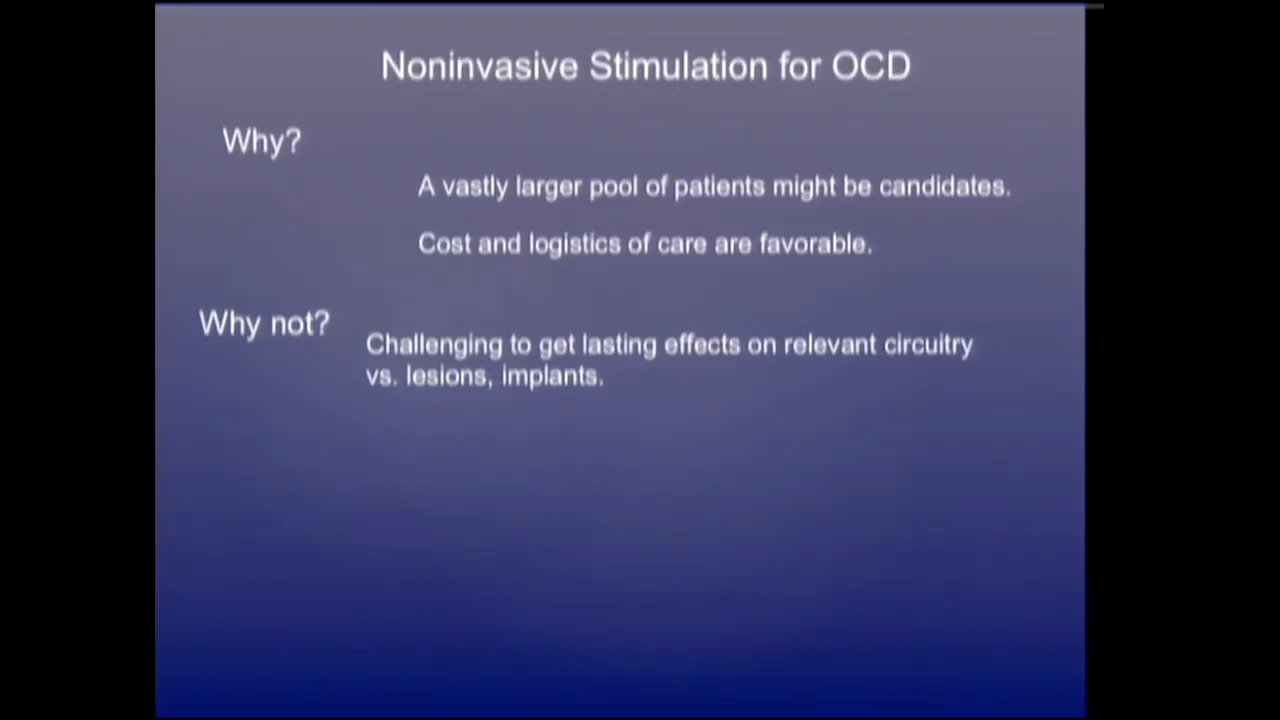 Noninvasive Stimulation for OCD
Why?
A vastly larger pool of patients might be candidates.
Cost and logistics of care are favorable.
Why not?
Challenging to get lasting effects on relevant circuitry
vs. lesions, implants.